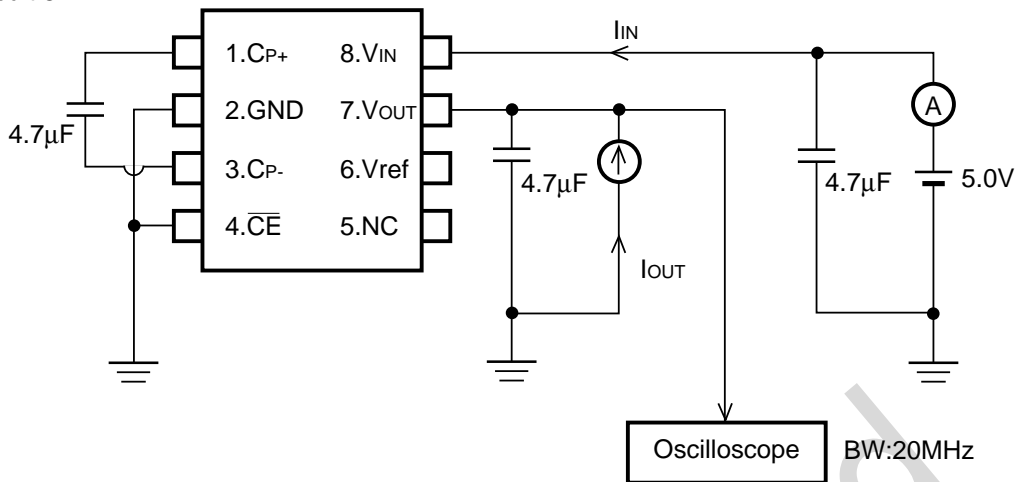 IIN
1.CP+ 8.VIN
2.GND 7.VOUT
3.CP- 6.Vref
4.CE 5.NC
4.7µF
4.7µF
4.7µF
A
5.0V
IOUT
Oscilloscope
BW:20MHz